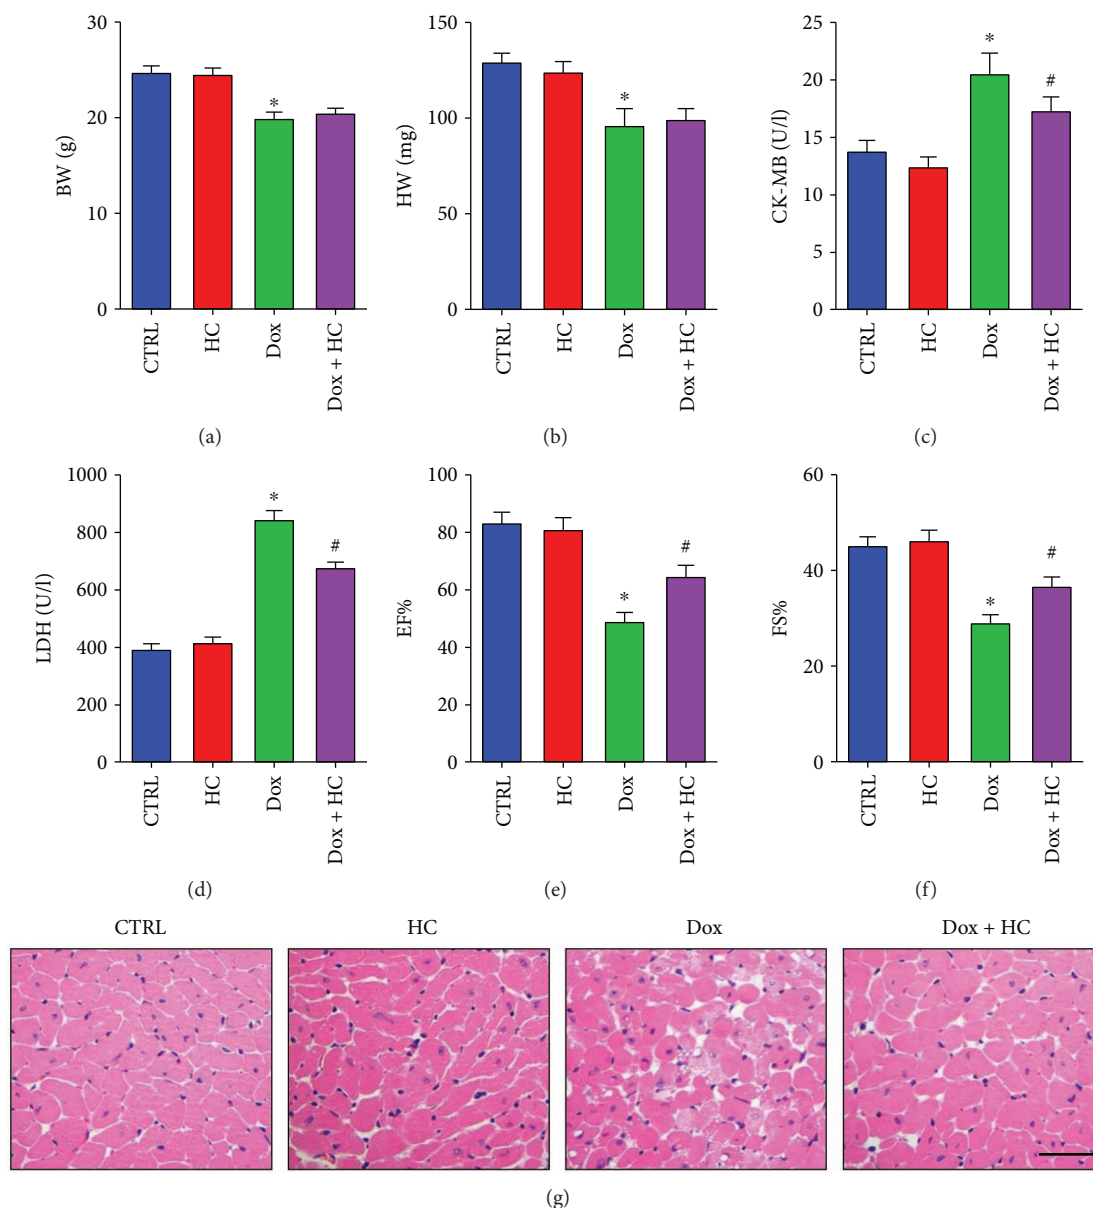 30
20
10
0
BW (g)
*
CTRL
HC
Dox
Dox + HC
(a)
150
100
50
0
HW (mg)
*
CTRL
HC
Dox
Dox + HC
(b)
25
20
15
10
5
0
CK-MB (U/l)
*
#
CTRL
HC
Dox
Dox + HC
(c)
1000
800
600
400
200
0
LDH (U/l)
*
#
CTRL
HC
Dox
Dox + HC
(d)
100
80
60
40
20
0
EF%
*
#
CTRL
HC
Dox
Dox + HC
(e)
60
40
20
0
FS%
*
#
CTRL
HC
Dox
Dox + HC
(f)
CTRL
HC
Dox
Dox + HC
(g)